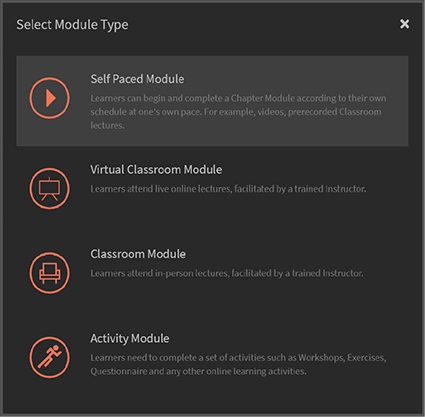 Select Module Type
Self Paced Module
Learners can begin and complete a Chapter Module according to their own
schedule at one's own pace. For example, videos, prerecorded Classroom
lectures.
Virtual Classroom Module
Learners attend live online lectures, facilitated by a trained Instructor.
Classroom Module
Learners attend in-person lectures, facilitated by a trained Instructor.
Activity Module
Learners need to complete a set of activities such as Workshops, Exercises,
Questionnaire and any other online learning activities.